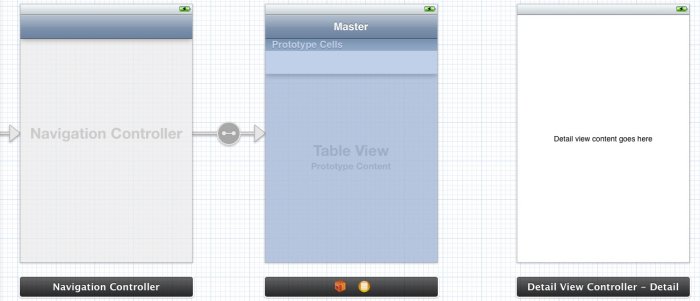 Navigation Controller
Navigation Controller
Master
Prototype Cells
Table View
Prototype Content
Detail view content goes here
Detail View Controller – Detail